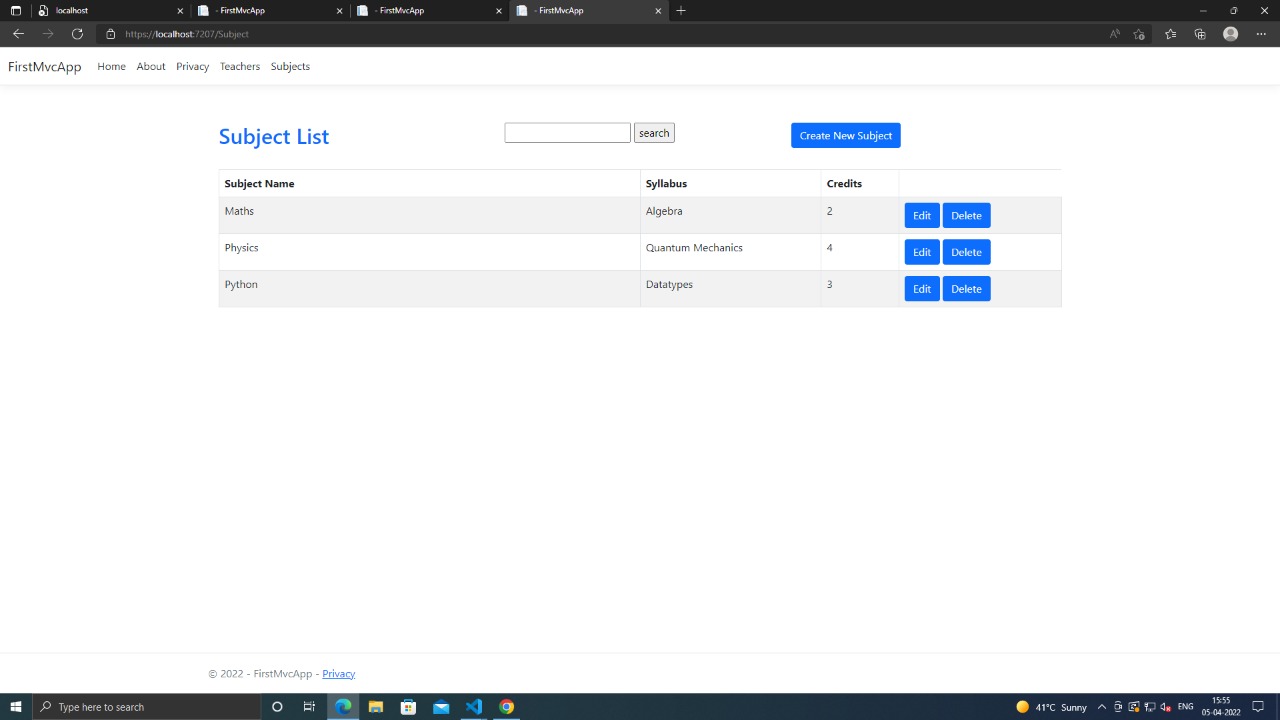 localhost
- FirstMvcApp
- FirstMvcApp
- FirstMvcApp
https://localhost:7207/Subject
FirstMvcApp Home About Privacy Teachers Subjects
Subject List search Create New Subject
Subject Name Syllabus Credits
Maths Algebra 2 Edit Delete
Physics Quantum Mechanics 4 Edit Delete
Python Datatypes 3 Edit Delete
© 2022 - FirstMvcApp - Privacy
Type here to search
41°C Sunny
ENG
15:55
05-04-2022